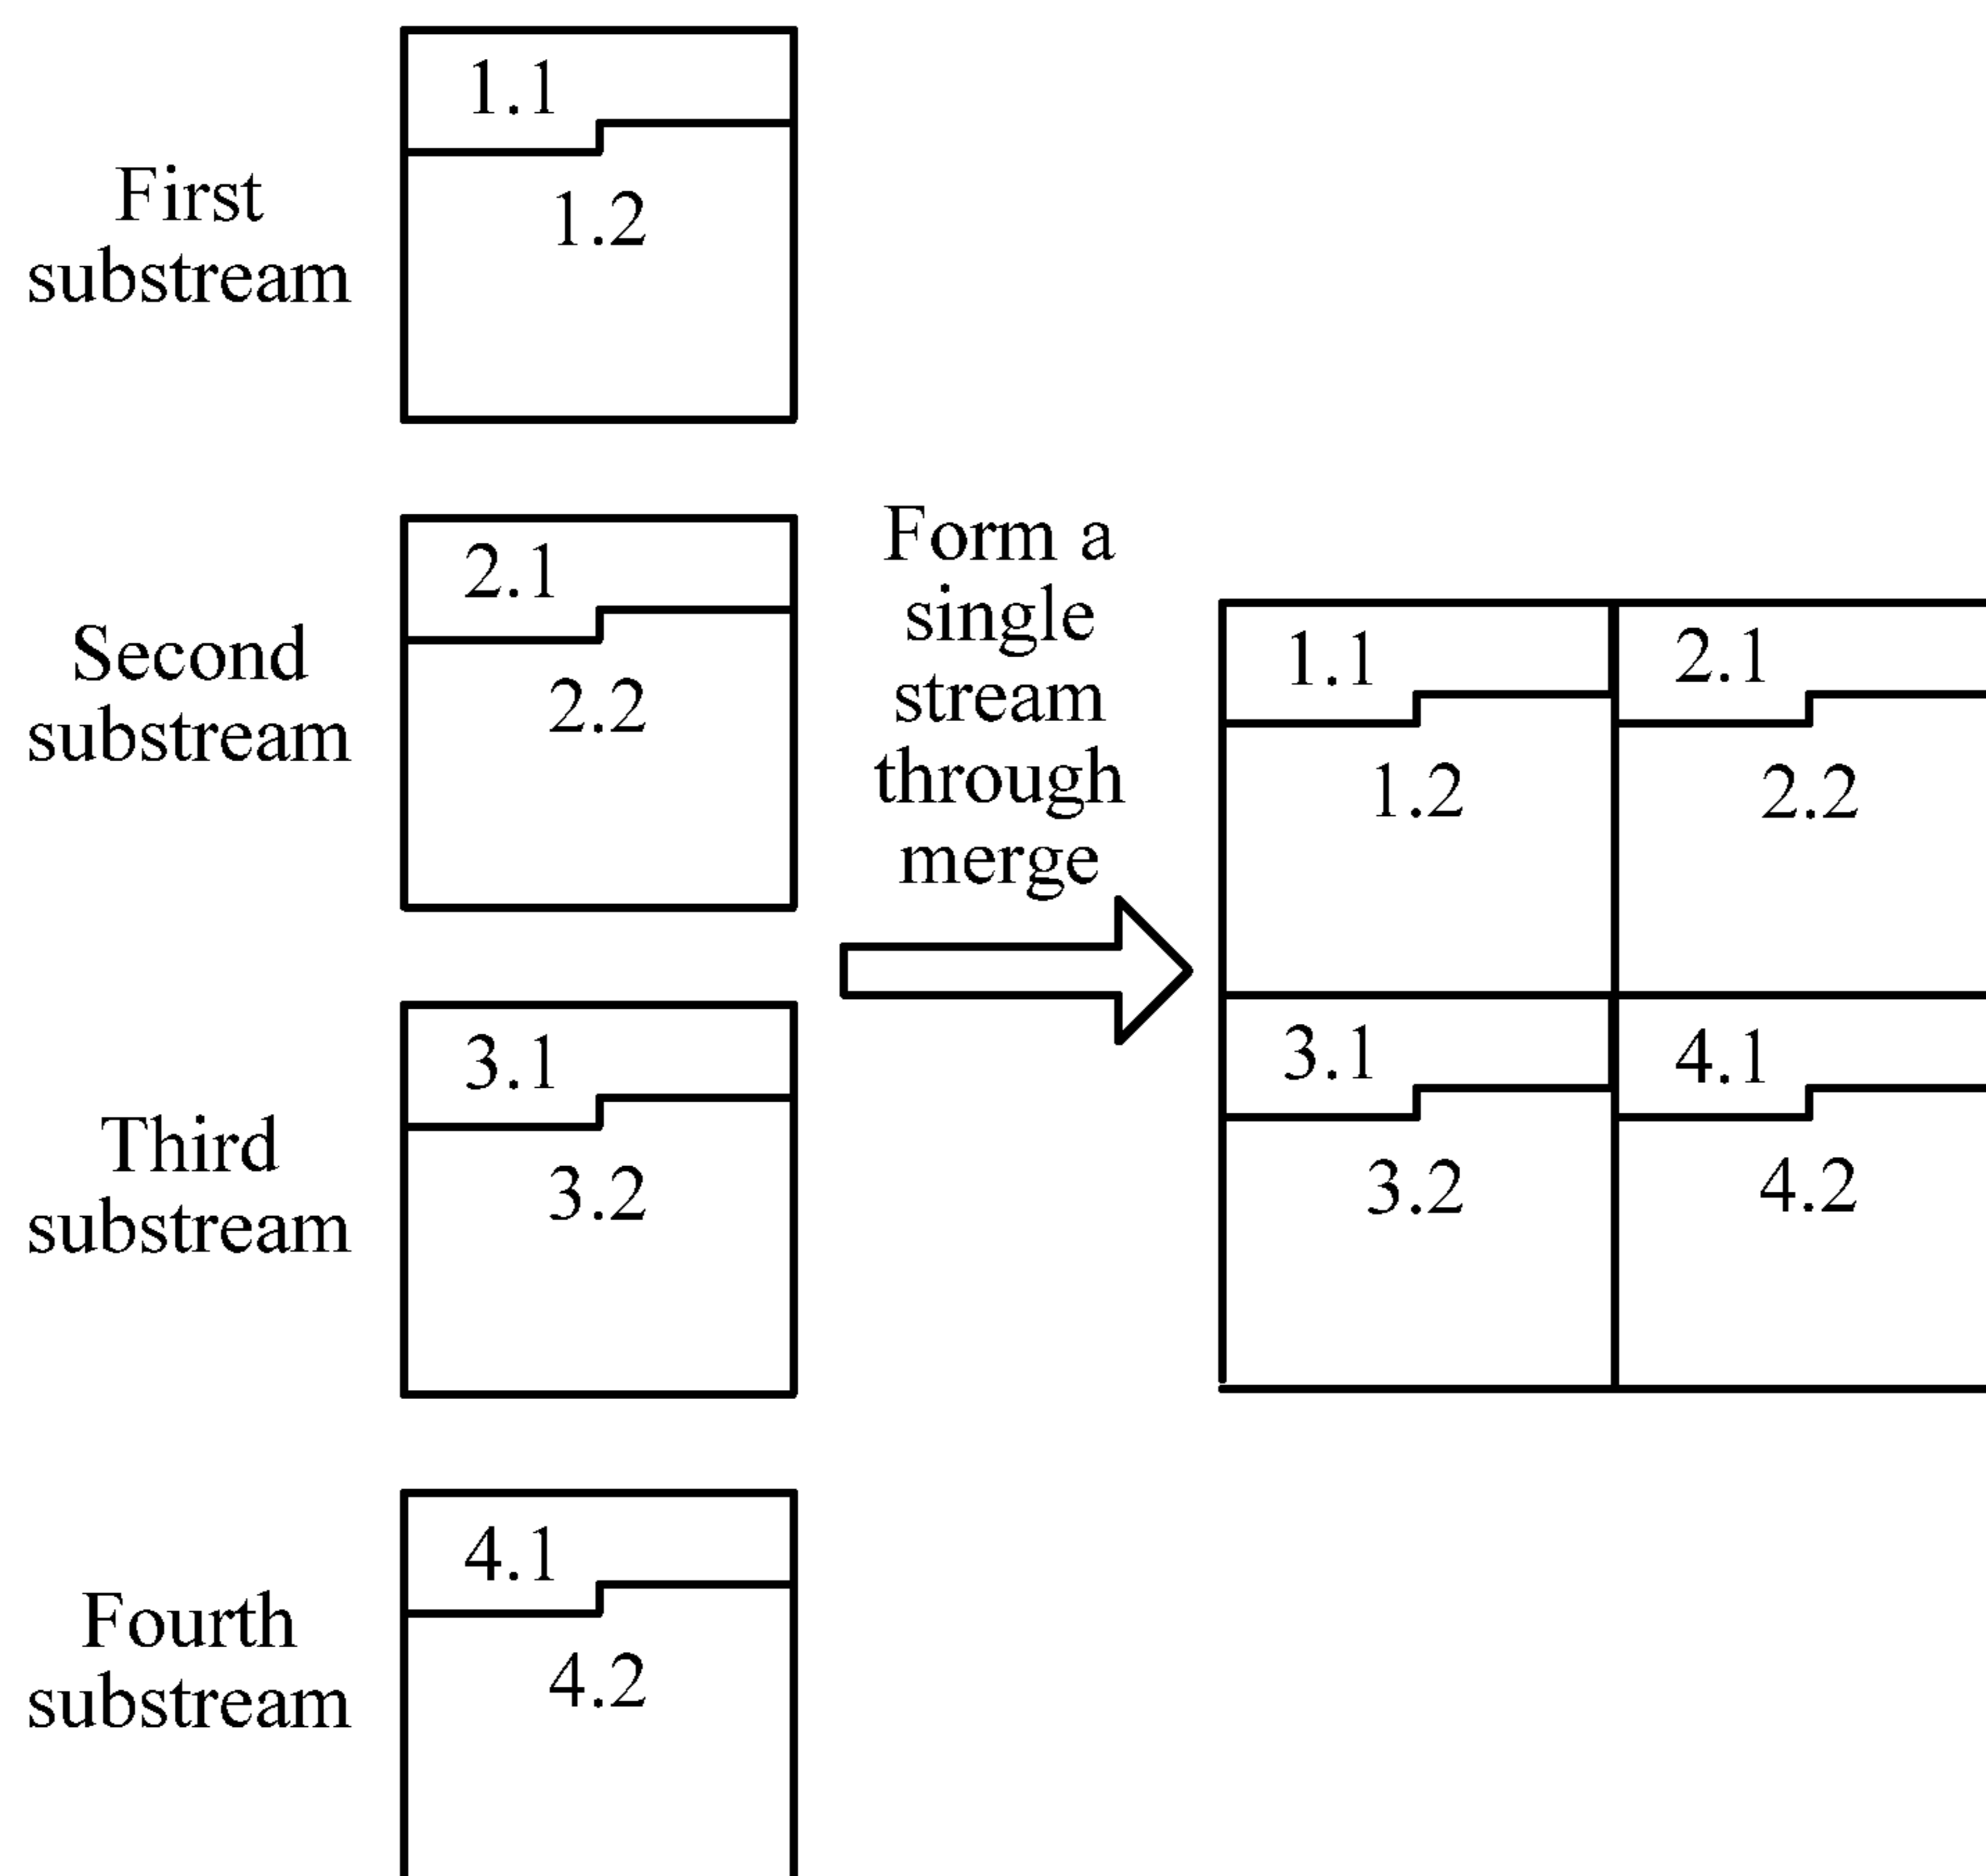 1.1
First
substream
1.2
2.1
Second
substream
2.2
3.1
Third
substream
3.2
4.1
Fourth
substream
4.2
Form a
single
stream
through
merge
1.1
2.1
1.2
2.2
3.1
4.1
3.2
4.2